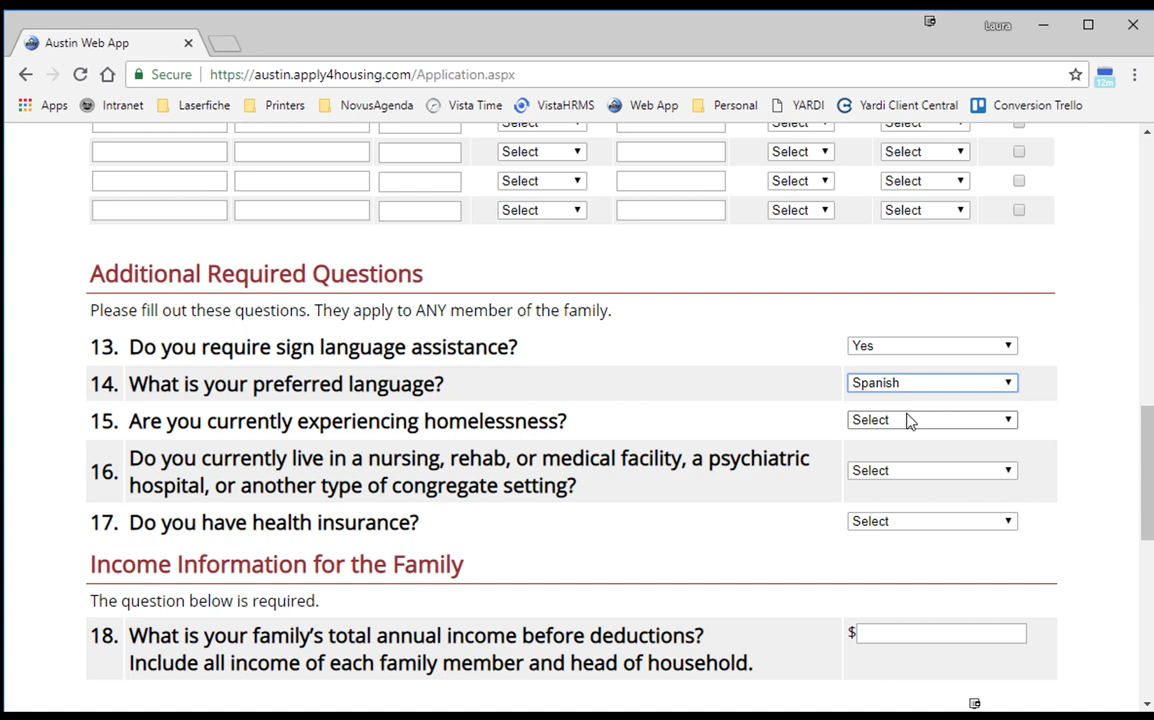 Laura
Austin Web App
Secure https://austin.apply4housing.com/Application.aspx
12m
Apps Intranet Laserfiche Printers NovusAgenda Vista Time VistaHRMS Web App Personal YARDI Yardi Client Central Conversion Trello
Select Select Select
Select Select Select
Select Select Select
Select Select Select
Additional Required Questions
Please fill out these questions. They apply to ANY member of the family.
13. Do you require sign language assistance? Yes
14. What is your preferred language? Spanish
15. Are you currently experiencing homelessness? Select
16. Do you currently live in a nursing, rehab, or medical facility, a psychiatric
hospital, or another type of congregate setting? Select
17. Do you have health insurance? Select
Income Information for the Family
The question below is required.
18. What is your family's total annual income before deductions? $
Include all income of each family member and head of household.